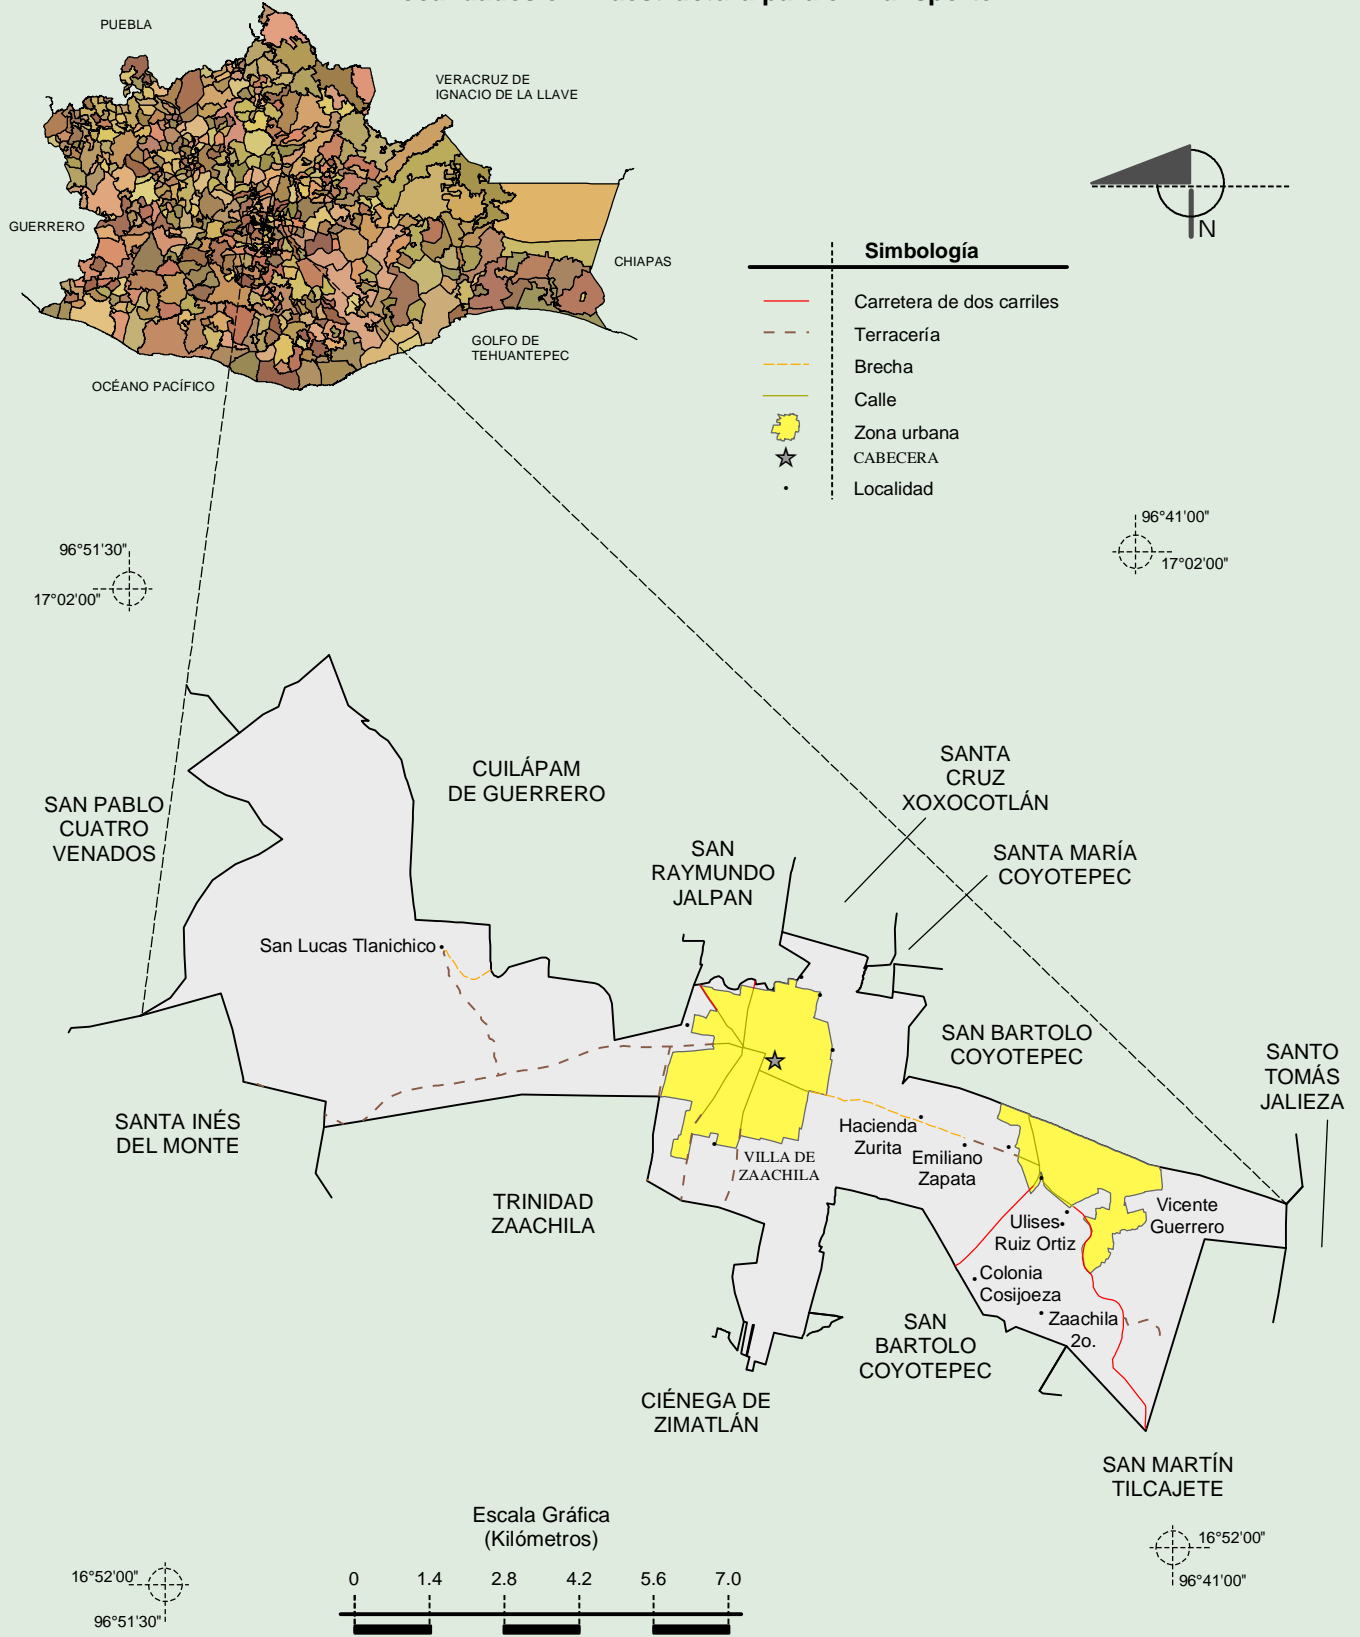 PUEBLA
VERACRUZ DE
IGNACIO DE LA LLAVE
GUERRERO
CHIAPAS
GOLFO DE
TEHUANTEPEC
OCÉANO PACÍFICO
N
Simbología
Carretera de dos carriles
Terracería
Brecha
Calle
Zona urbana
CABECERA
Localidad
96°51'30"
17°02'00"
96°41'00"
17°02'00"
SAN PABLO
CUATRO
VENADOS
CUILÁPAM
DE GUERRERO
SANTA
CRUZ
XOXOCOTLÁN
SAN
RAYMUNDO
JALPAN
SANTA MARÍA
COYOTEPEC
San Lucas Tlanichico
SAN BARTOLO
COYOTEPEC
SANTO
TOMÁS
JALIEZA
SANTA INÉS
DEL MONTE
Hacienda
Zurita
Emiliano
Zapata
VILLA DE
ZAACHILA
TRINIDAD
ZAACHILA
Vicente
Guerrero
Ulises
Ruiz Ortiz
Colonia
Cosijoeza
Zaachila
2o.
SAN
BARTOLO
COYOTEPEC
CIÉNEGA DE
ZIMATLÁN
SAN MARTÍN
TILCAJETE
Escala Gráfica
(Kilómetros)
0 1.4 2.8 4.2 5.6 7.0
16°52'00"
96°51'30"
16°52'00"
96°41'00"